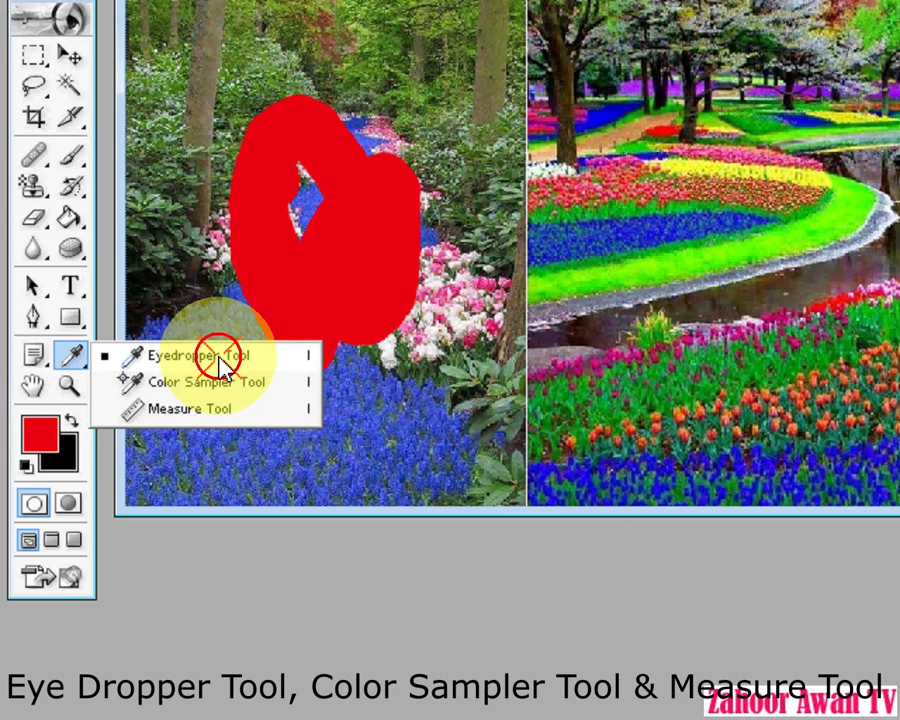 T
Eyedropper Tool I
Color Sampler Tool I
Measure Tool I
Eye Dropper Tool, Color Sampler Tool & Measure Tool
Zahoor Awan TV